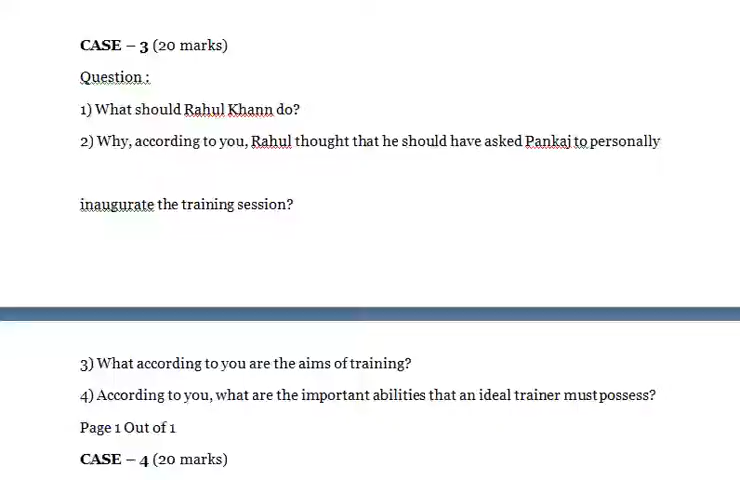 CASE – 3 (20 marks)
Question :
1) What should Rahul Khann do?
2) Why, according to you, Rahul thought that he should have asked Pankaj to personally
inaugurate the training session?
3) What according to you are the aims of training?
4) According to you, what are the important abilities that an ideal trainer must possess?
Page 1 Out of 1
CASE – 4 (20 marks)